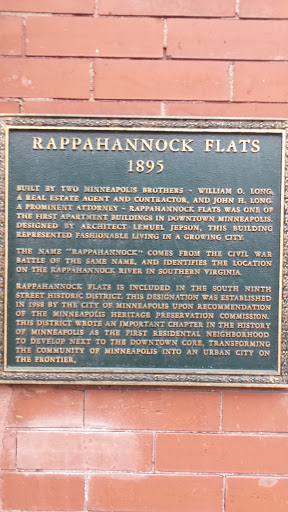 RAPPAHANNOCK FLATS
1895
BUILT BY TWO MINNEAPOLIS BROTHERS - WILLIAM O. LONG,
A REAL ESTATE AGENT AND CONTRACTOR, AND JOHN H. LONG,
A PROMINENT ATTORNEY - RAPPAHANNOCK FLATS WAS ONE OF
THE FIRST APARTMENT BUILDINGS IN DOWNTOWN MINNEAPOLIS.
DESIGNED BY ARCHITECT LEMUEL JEPSON, THIS BUILDING
REPRESENTED FASHIONABLE LIVING IN A GROWING CITY.
THE NAME "RAPPAHANNOCK" COMES FROM THE CIVIL WAR
BATTLE OF THE SAME NAME, AND IDENTIFIES THE LOCATION
ON THE RAPPAHANNOCK RIVER IN SOUTHERN VIRGINIA.
RAPPAHANNOCK FLATS IS INCLUDED IN THE SOUTH NINTH
STREET HISTORIC DISTRICT. THIS DESIGNATION WAS ESTABLISHED
IN 1988 BY THE CITY OF MINNEAPOLIS UPON RECOMMENDATION
OF THE MINNEAPOLIS HERITAGE PRESERVATION COMMISSION.
THIS DISTRICT WROTE AN IMPORTANT CHAPTER IN THE HISTORY
OF MINNEAPOLIS AS THE FIRST RESIDENTAL NEIGHBORHOOD
TO DEVELOP NEXT TO THE DOWNTOWN CORE, TRANSFORMING
THE COMMUNITY OF MINNEAPOLIS INTO AN URBAN CITY ON
THE FRONTIER.